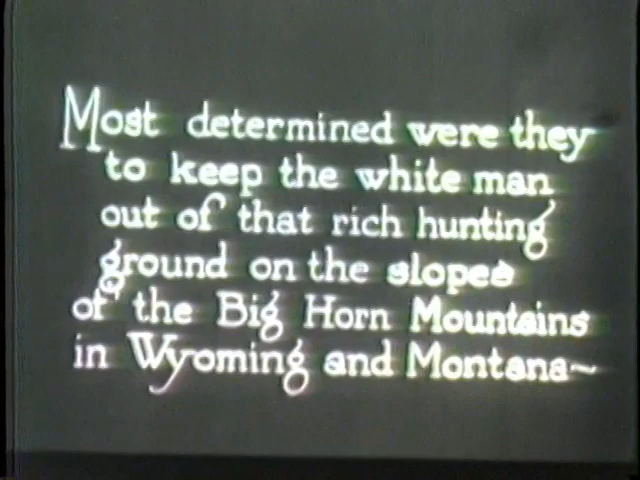 Most determined were they
to keep the white man
out of that rich hunting
ground on the slopes
of the Big Horn Mountains
in Wyoming and Montana~